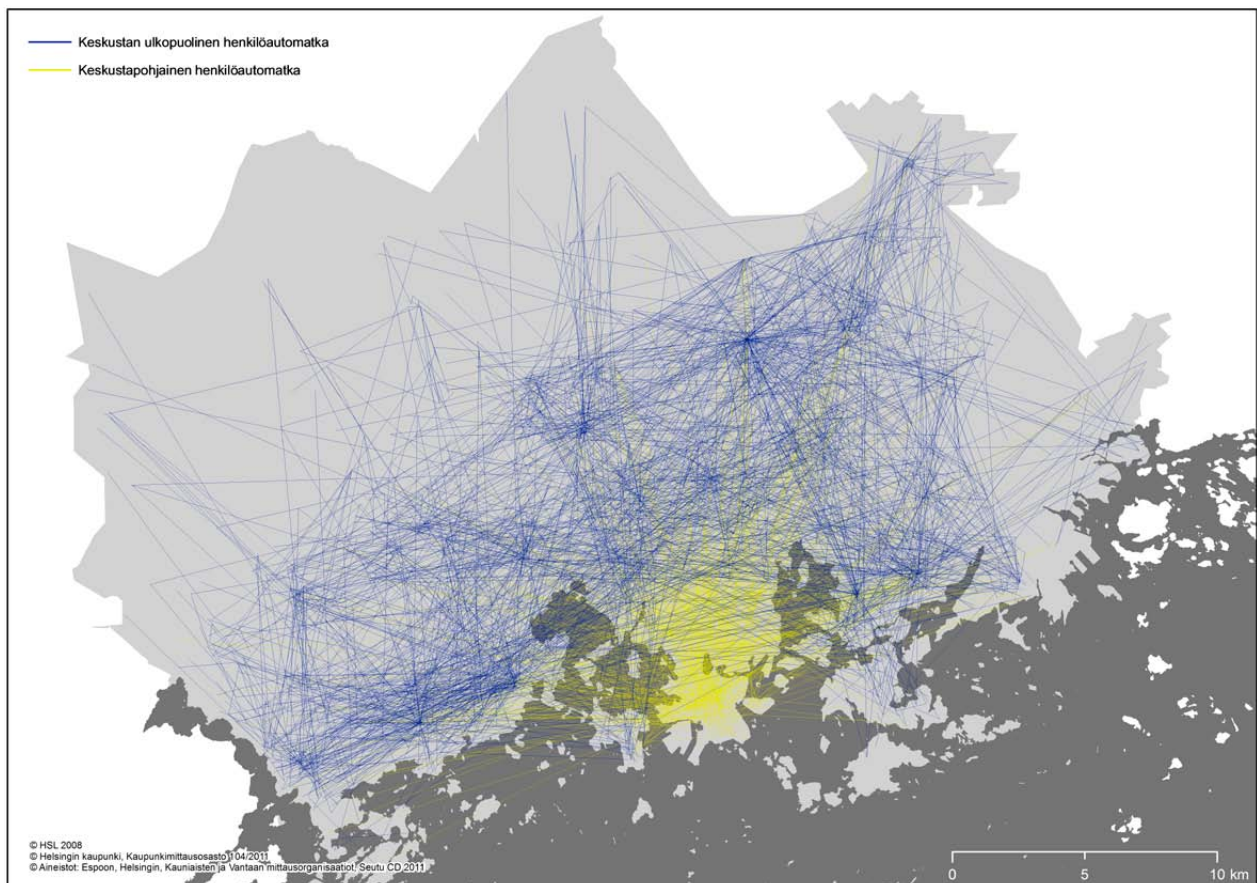 Keskustan ulkopuolinen henkilöautomatka
Keskustapohjainen henkilöautomatka
© HSL 2008
© Helsingin kaupunki, Kaupunkimittausosasto 104/2011
© Aineistot: Espoon, Helsingin, Kauniaisten ja Vantaan mittausorganisaatiot, Seutu CD 2011
0 5 10 km